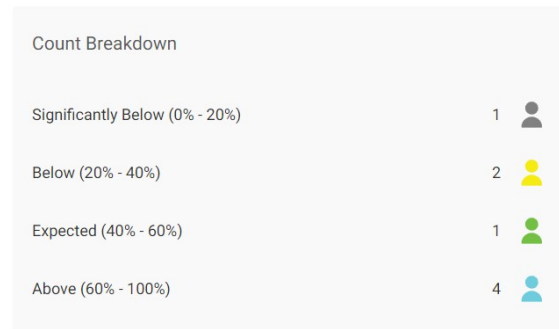 Count Breakdown
Significantly Below (0% - 20%) 1
Below (20% - 40%) 2
Expected (40% - 60%) 1
Above (60% - 100%) 4